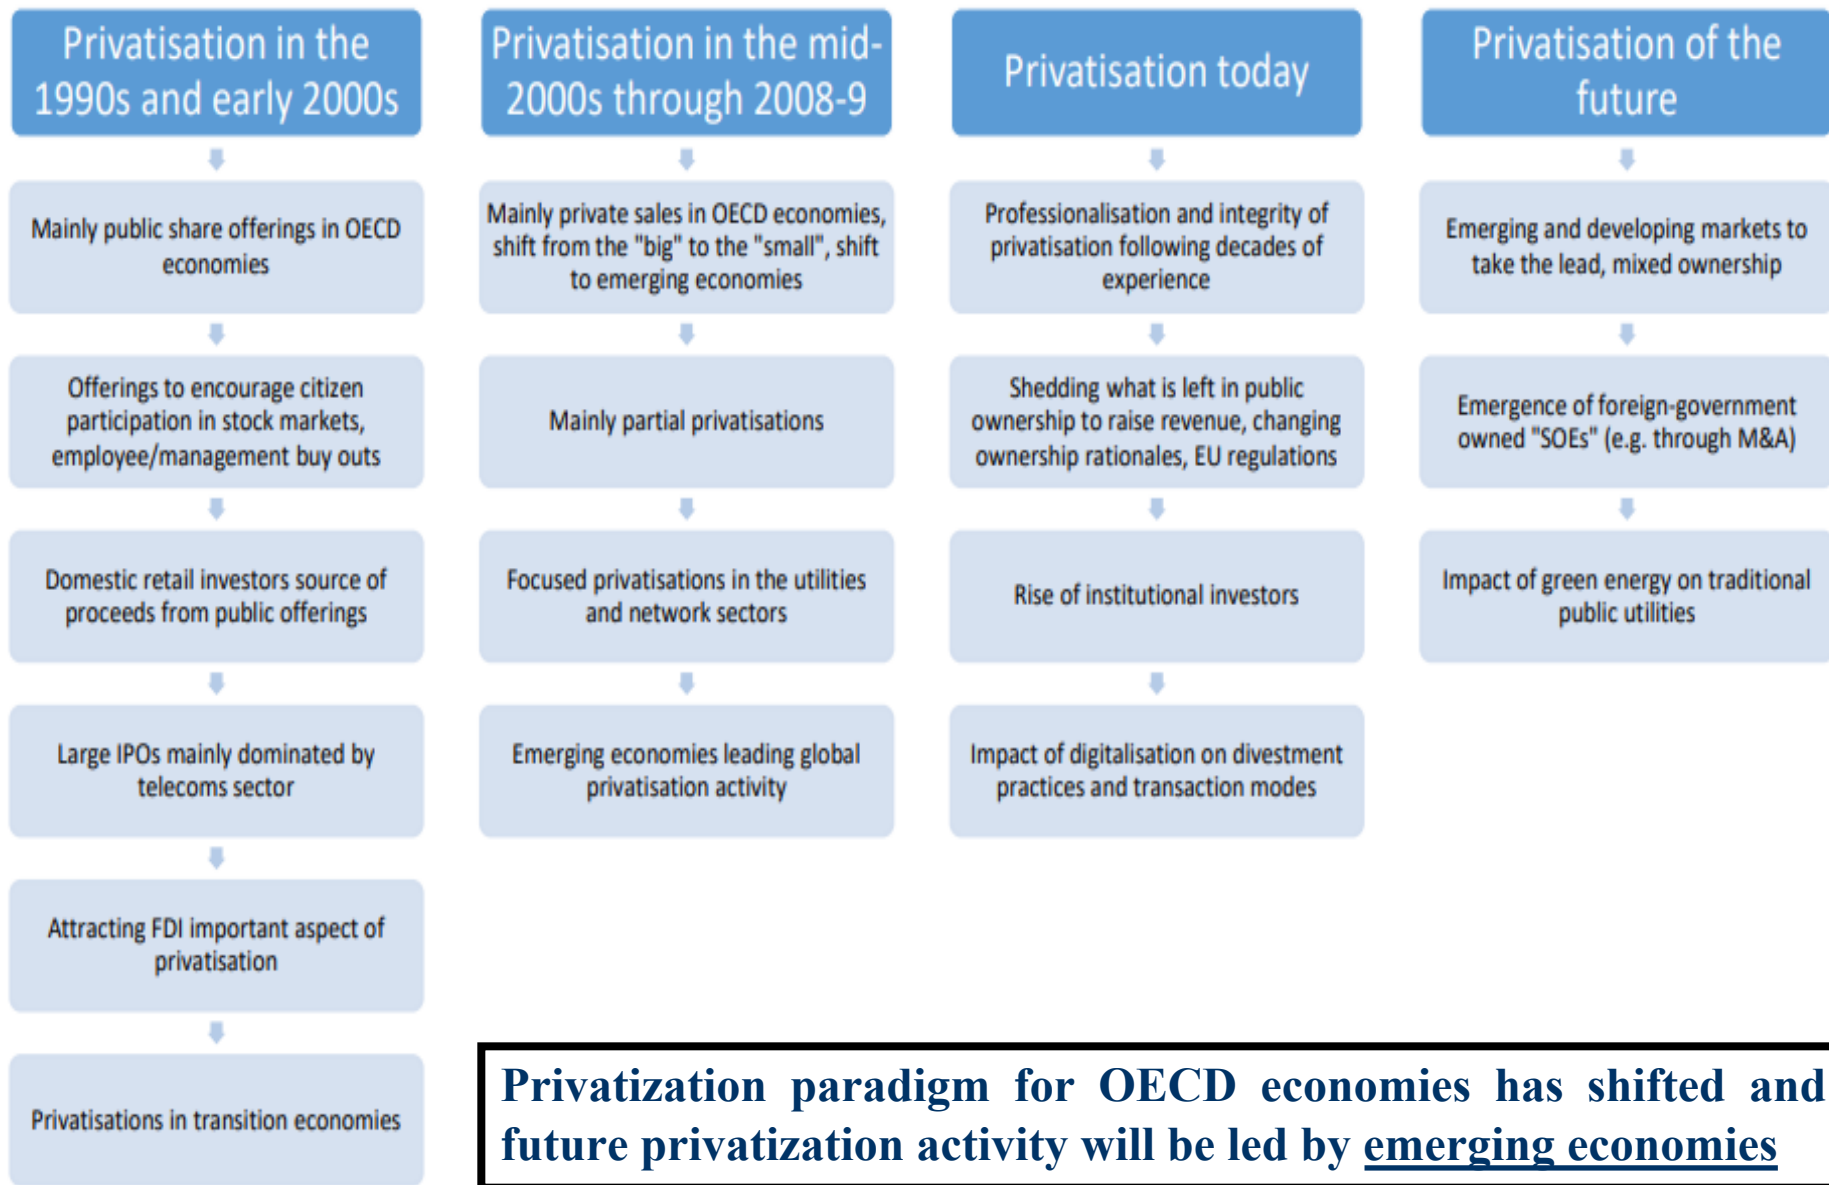 Privatisation in the
1990s and early 2000s
Mainly public share offerings in OECD
economies
Offerings to encourage citizen
participation in stock markets,
employee/management buy outs
Domestic retail investors source of
proceeds from public offerings
Large IPOs mainly dominated by
telecoms sector
Attracting FDI important aspect of
privatisation
Privatisations in transition economies
Privatisation in the mid-
2000s through 2008-9
Mainly private sales in OECD economies,
shift from the "big" to the "small", shift
to emerging economies
Mainly partial privatisations
Focused privatisations in the utilities
and network sectors
Emerging economies leading global
privatisation activity
Privatisation today
Professionalisation and integrity of
privatisation following decades of
experience
Shedding what is left in public
ownership to raise revenue, changing
ownership rationales, EU regulations
Rise of institutional investors
Impact of digitalisation on divestment
practices and transaction modes
Privatisation of the
future
Emerging and developing markets to
take the lead, mixed ownership
Emergence of foreign-government
owned "SOEs" (e.g. through M&A)
Impact of green energy on traditional
public utilities
Privatization paradigm for OECD economies has shifted and
future privatization activity will be led by emerging economies